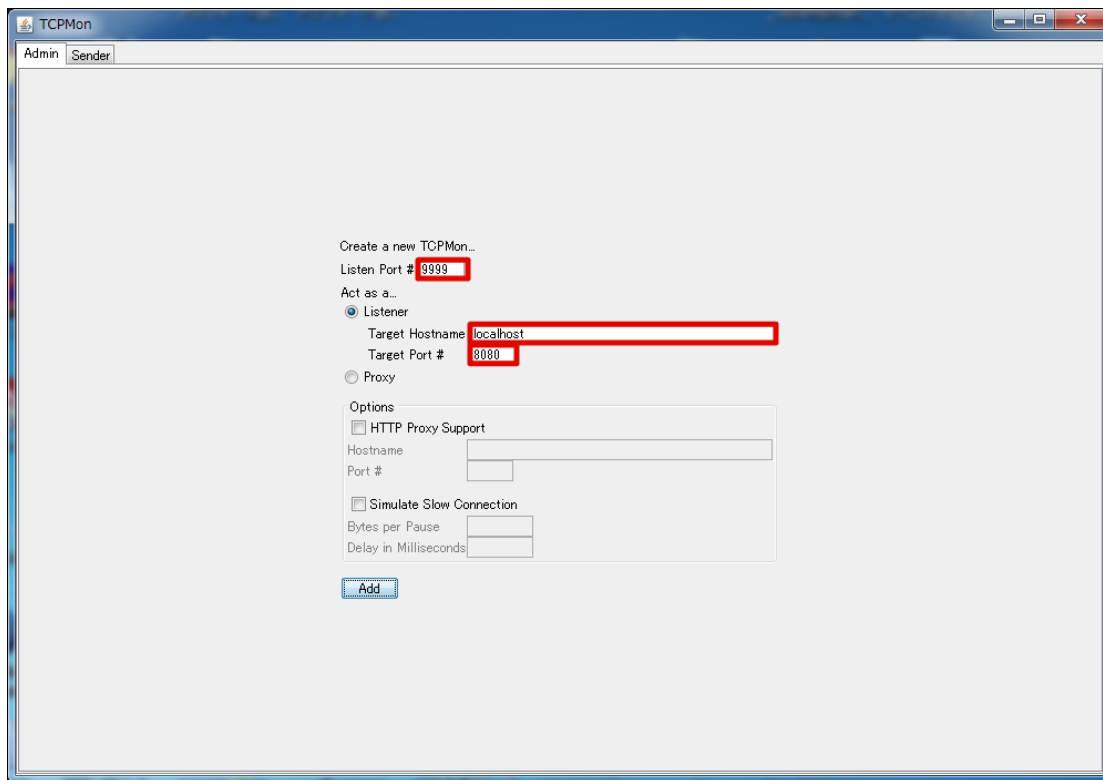 TCPMon
Admin Sender
Create a new TCPMon...
Listen Port # 9999
Act as a...
Listener
Target Hostname localhost
Target Port # 8080
Proxy
Options
HTTP Proxy Support
Hostname
Port #
Simulate Slow Connection
Bytes per Pause
Delay in Milliseconds
Add